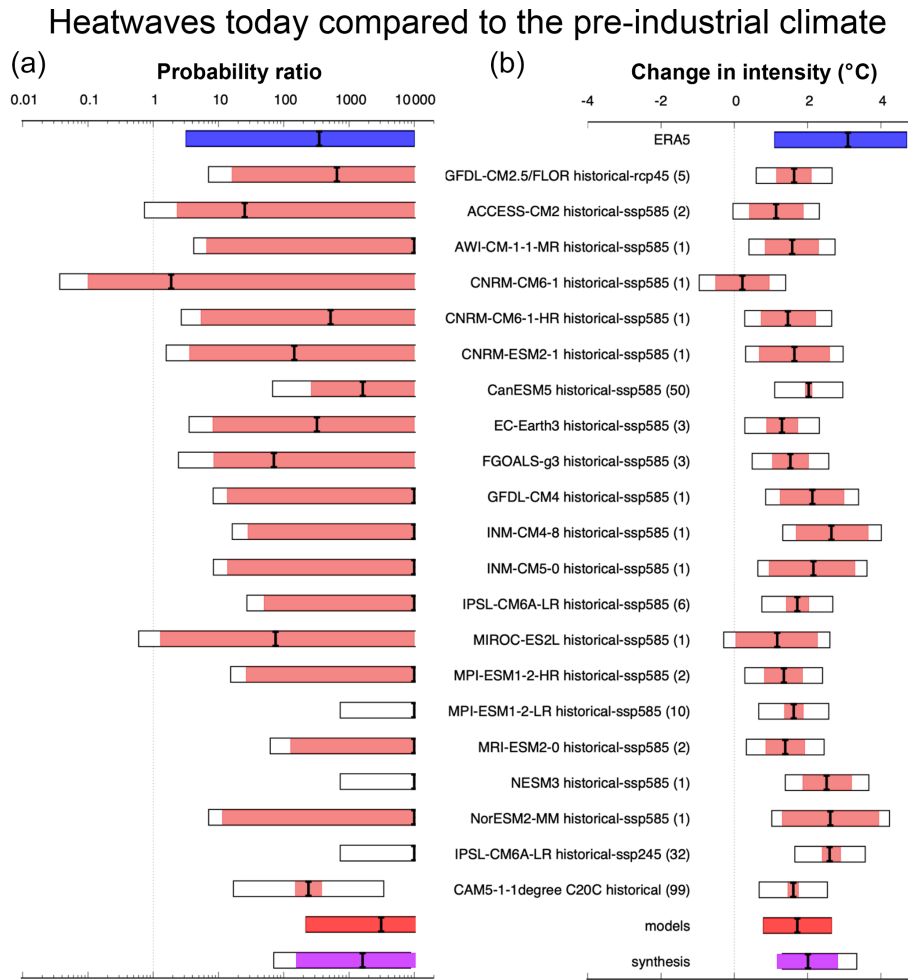 Heatwaves today compared to the pre-industrial climate
(a) Probability ratio
(b) Change in intensity (°C)
0.01 0.1 1 10 100 1000 10000
-4 -2 0 2 4
ERA5
GFDL-CM2.5/FLOR historical-rcp45 (5)
ACCESS-CM2 historical-ssp585 (2)
AWI-CM-1-1-MR historical-ssp585 (1)
CNRM-CM6-1 historical-ssp585 (1)
CNRM-CM6-1-HR historical-ssp585 (1)
CNRM-ESM2-1 historical-ssp585 (1)
CanESM5 historical-ssp585 (50)
EC-Earth3 historical-ssp585 (3)
FGOALS-g3 historical-ssp585 (3)
GFDL-CM4 historical-ssp585 (1)
INM-CM4-8 historical-ssp585 (1)
INM-CM5-0 historical-ssp585 (1)
IPSL-CM6A-LR historical-ssp585 (6)
MIROC-ES2L historical-ssp585 (1)
MPI-ESM1-2-HR historical-ssp585 (2)
MPI-ESM1-2-LR historical-ssp585 (10)
MRI-ESM2-0 historical-ssp585 (2)
NESM3 historical-ssp585 (1)
NorESM2-MM historical-ssp585 (1)
IPSL-CM6A-LR historical-ssp245 (32)
CAM5-1-1degree C20C historical (99)
models
synthesis